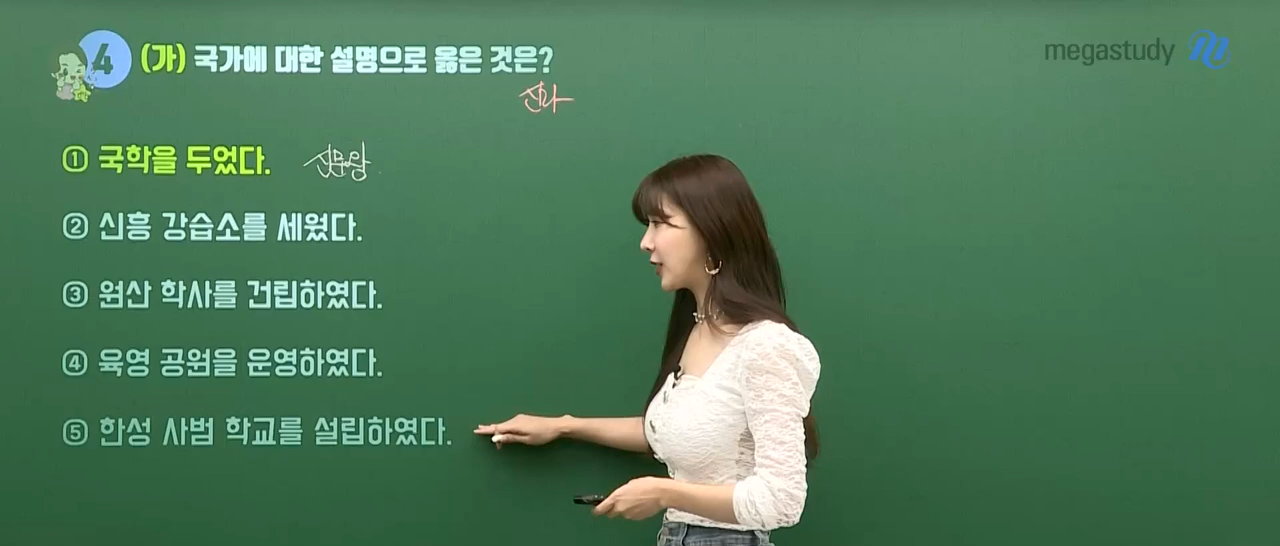 4 (가) 국가에 대한 설명으로 옳은 것은?
megastudy
신라
① 국학을 두었다. 신문왕
② 신흥 강습소를 세웠다.
③ 원산 학사를 건립하였다.
④ 육영 공원을 운영하였다.
⑤ 한성 사범 학교를 설립하였다.